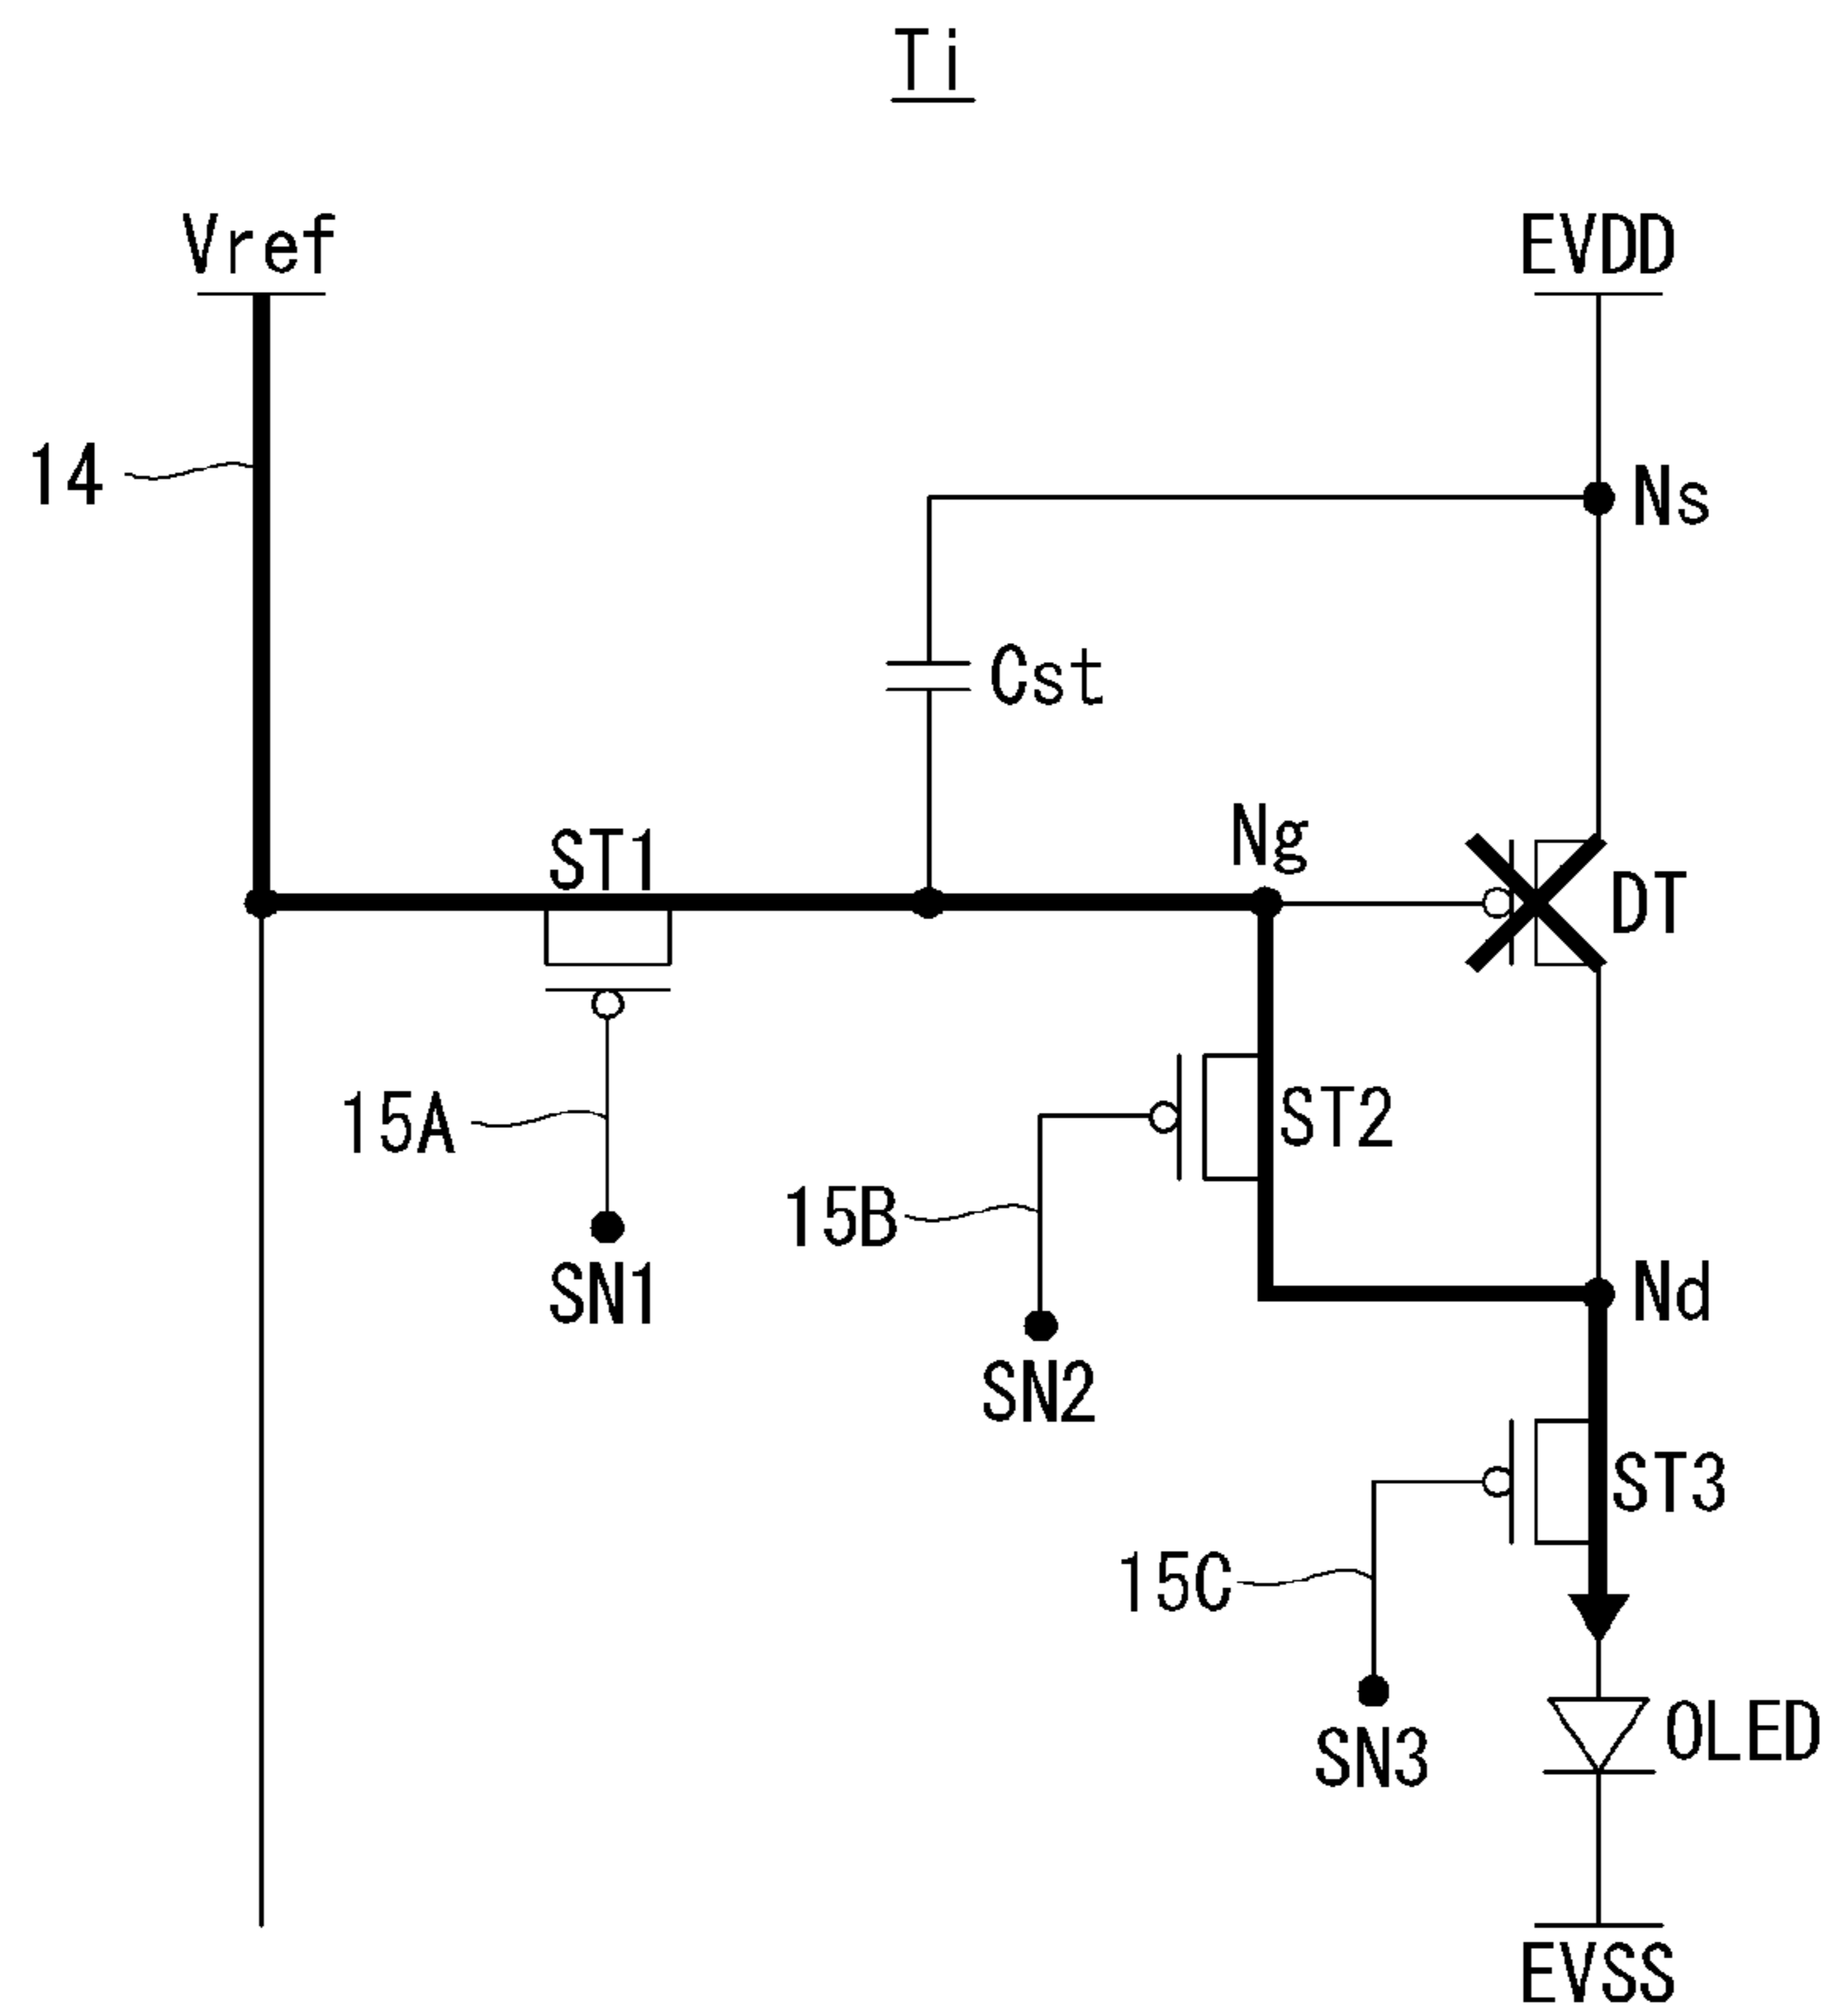 Ti
Vref
EVDD
14
Ns
Cst
Ng
ST1
DT
15A
ST2
15B
SN1
Nd
SN2
ST3
15C
OLED
SN3
EVSS